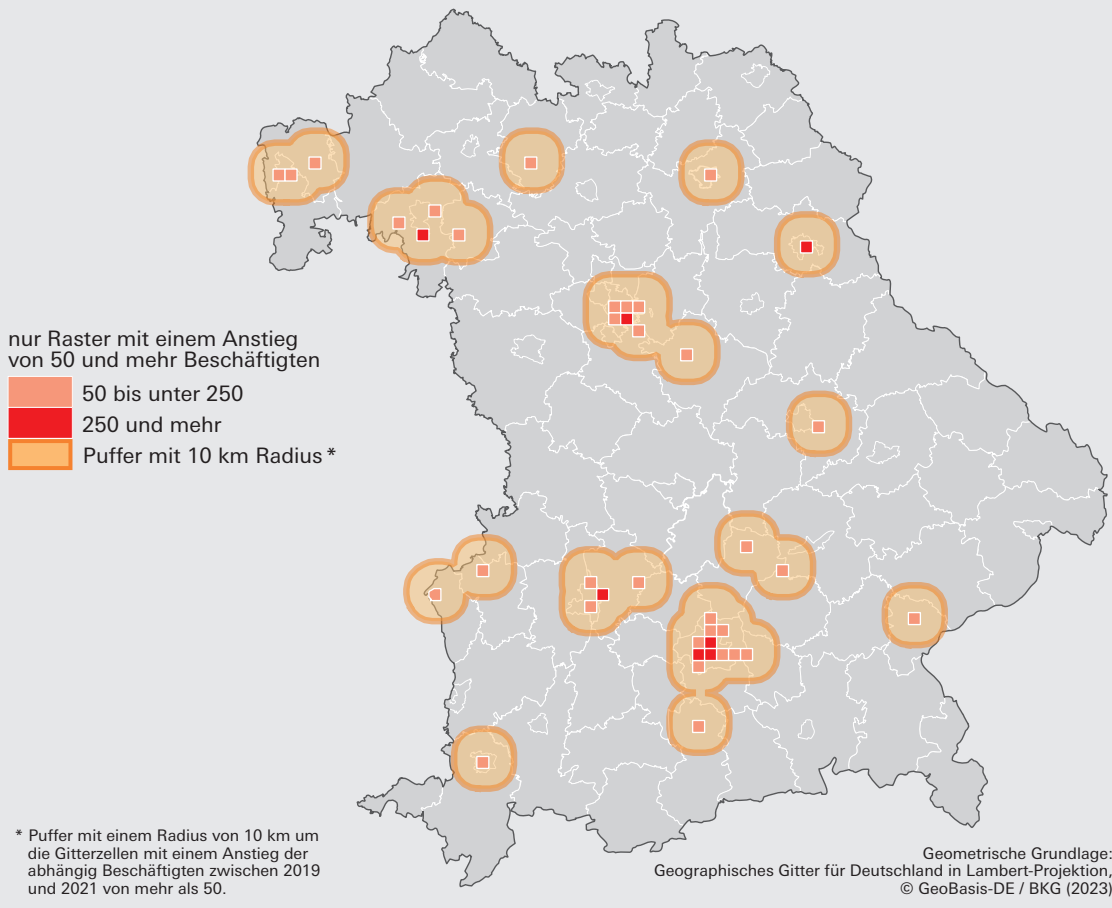 nur Raster mit einem Anstieg
von 50 und mehr Beschäftigten
50 bis unter 250
250 und mehr
Puffer mit 10 km Radius *
* Puffer mit einem Radius von 10 km um
die Gitterzellen mit einem Anstieg der
abhängig Beschäftigten zwischen 2019
und 2021 von mehr als 50.
Geometrische Grundlage:
Geographisches Gitter für Deutschland in Lambert-Projektion,
© GeoBasis-DE / BKG (2023)